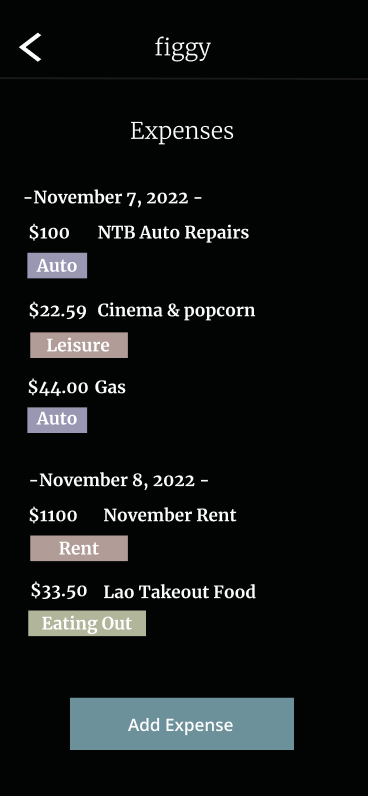 figgy
Expenses
-November 7, 2022 -
$100 NTB Auto Repairs
Auto
$22.59 Cinema & popcorn
Leisure
$44.00 Gas
Auto
-November 8, 2022 -
$1100 November Rent
Rent
$33.50 Lao Takeout Food
Eating Out
Add Expense